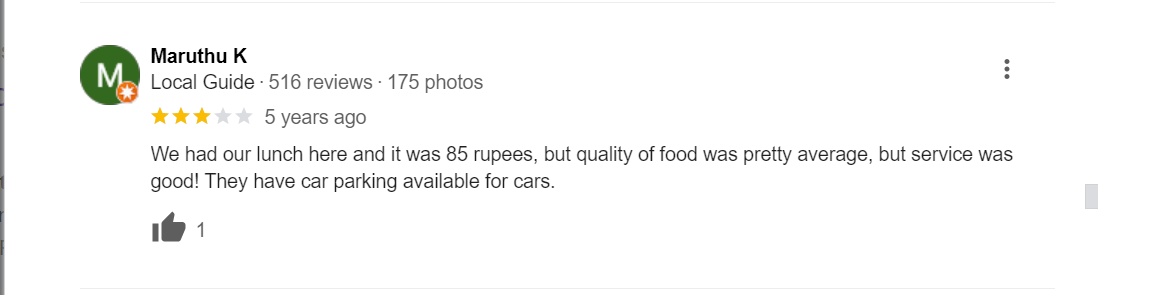 M
Maruthu K
Local Guide · 516 reviews · 175 photos
5 years ago
We had our lunch here and it was 85 rupees, but quality of food was pretty average, but service was
good! They have car parking available for cars.
1